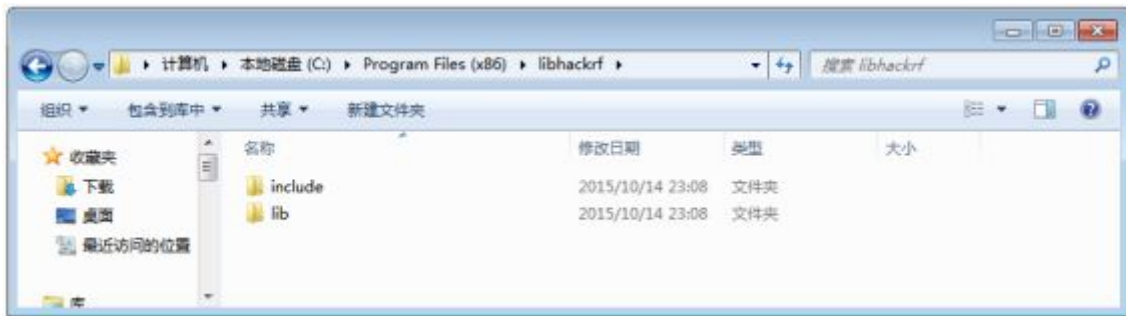 计算机 ▸ 本地磁盘 (C:) ▸ Program Files (x86) ▸ libhackrf ▸ 搜索 libhackrf
组织 包含到库中 共享 新建文件夹
收藏夹
下载
桌面
最近访问的位置
库
名称 修改日期 类型 大小
include 2015/10/14 23:08 文件夹
lib 2015/10/14 23:08 文件夹